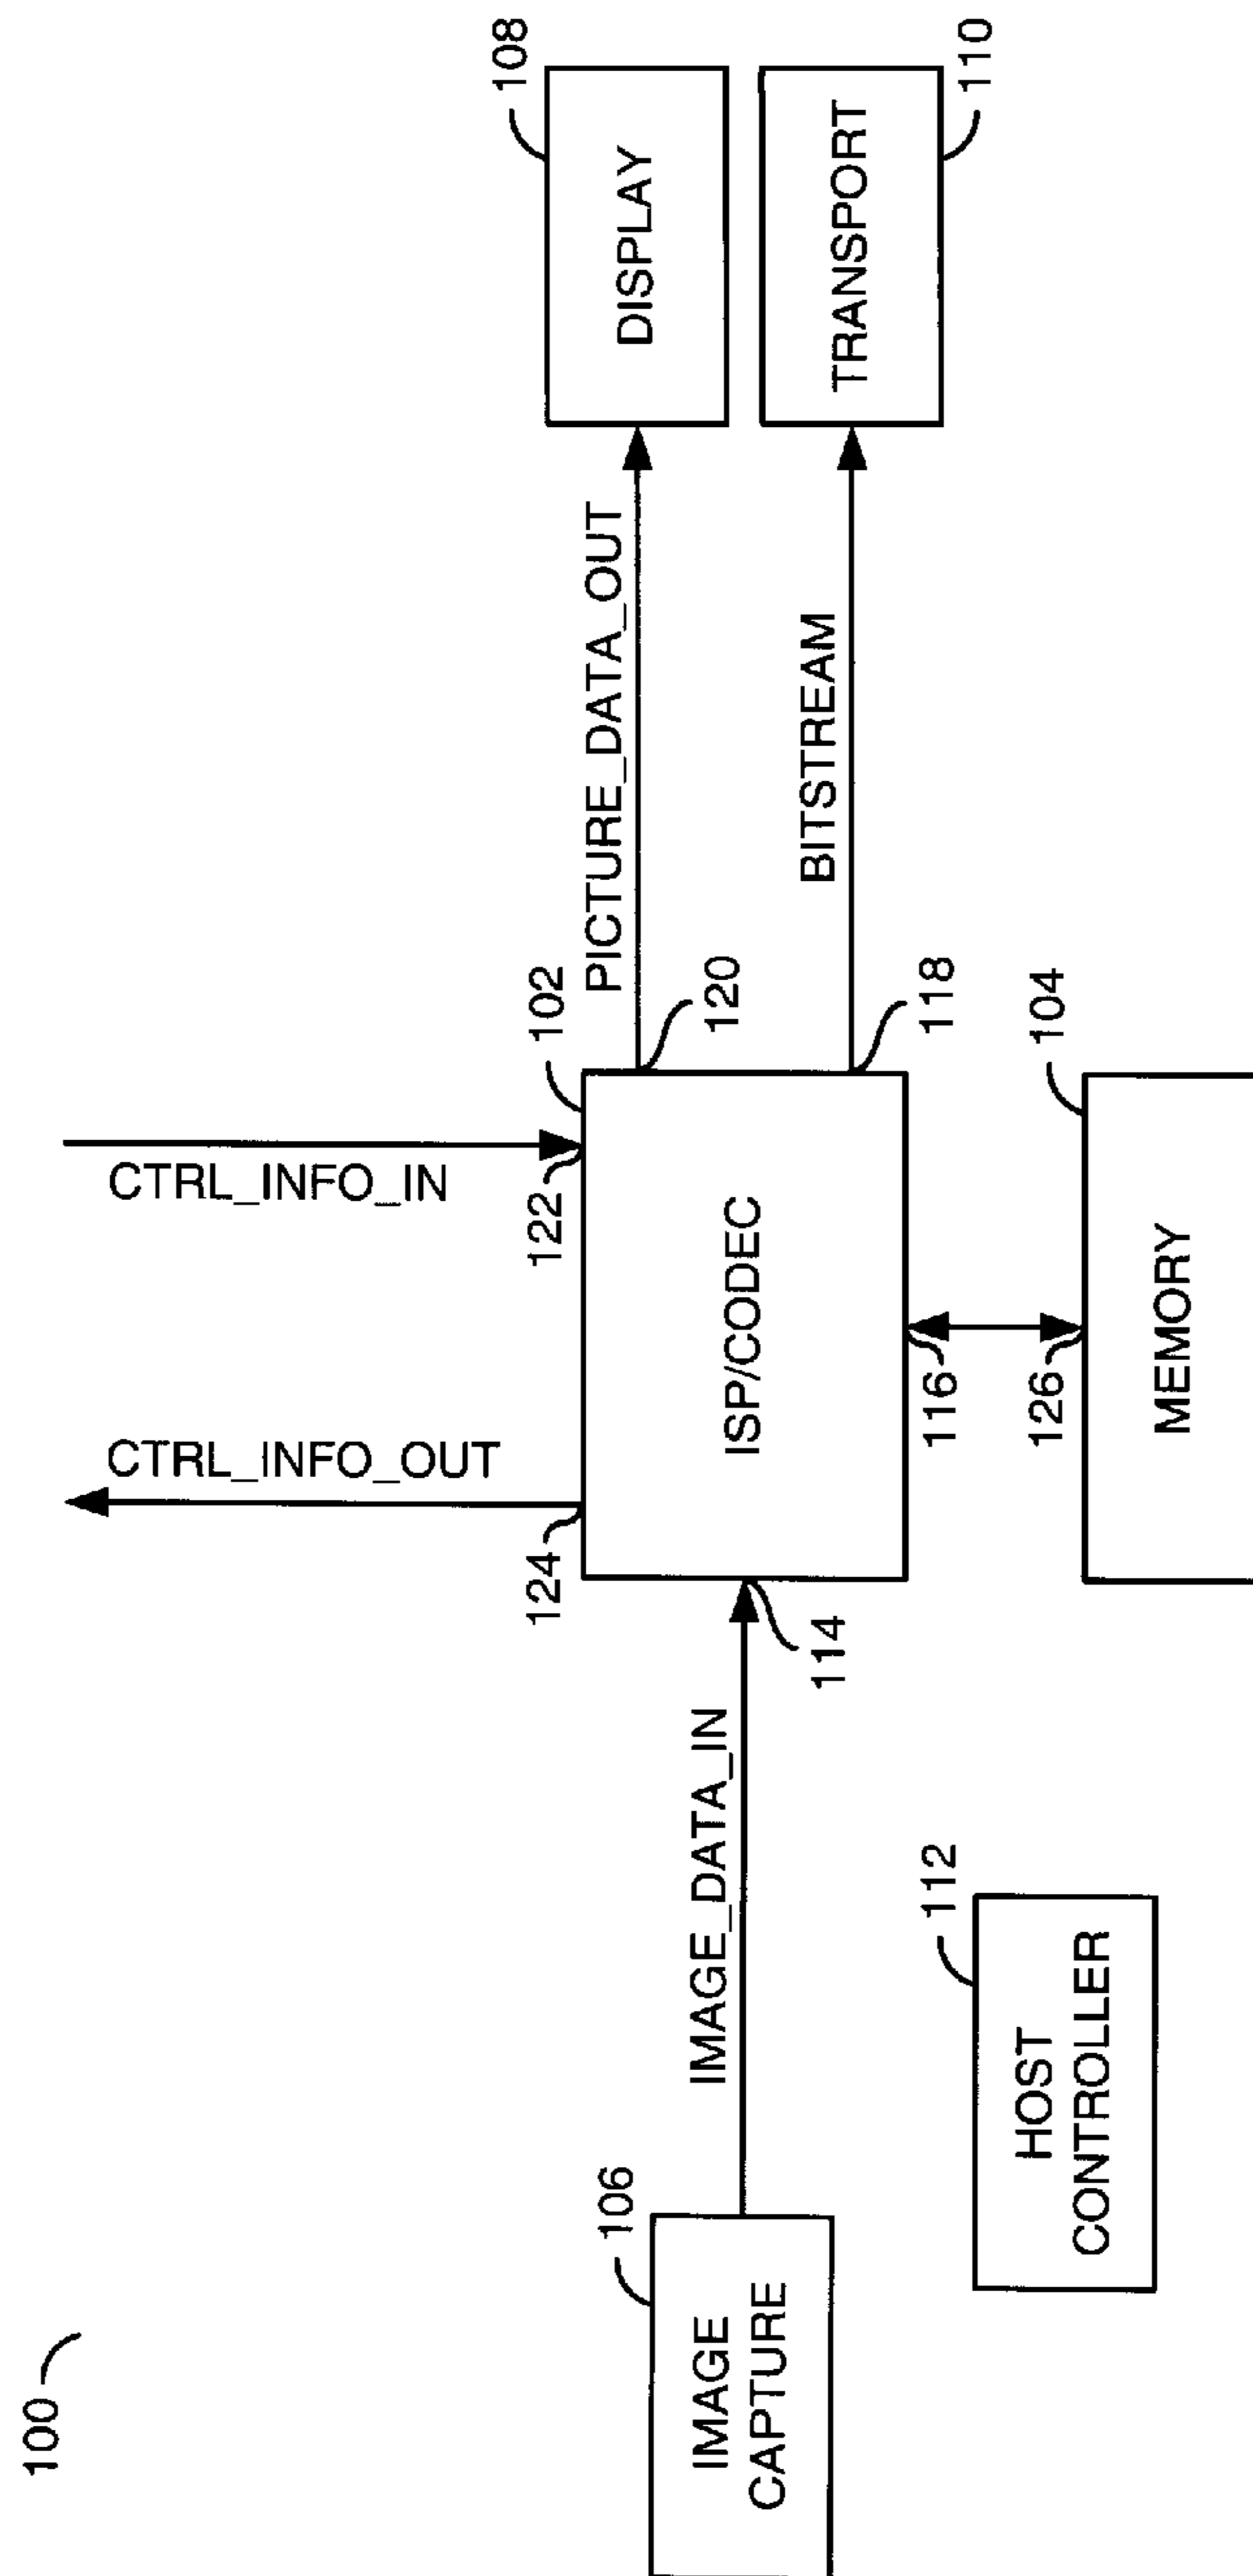 100
CTRL_INFO_OUT
CTRL_INFO_IN
106
IMAGE
CAPTURE
IMAGE_DATA_IN
114
124
122
102
ISP/CODEC
120
118
PICTURE_DATA_OUT
BITSTREAM
108
DISPLAY
TRANSPORT
110
112
HOST
CONTROLLER
116
126
104
MEMORY